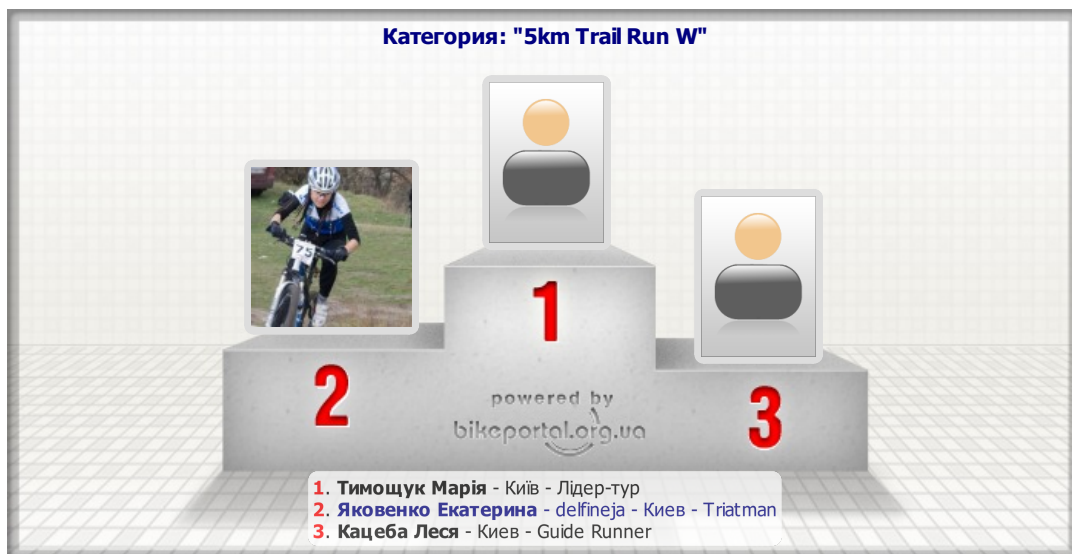 Категория: "5km Trail Run W"
75
1
2
3
powered by
bikeportal.org.ua
1. Тимощук Марія - Київ - Лідер-тур
2. Яковенко Екатерина - delfineja - Киев - Triatman
3. Кацеба Леся - Киев - Guide Runner